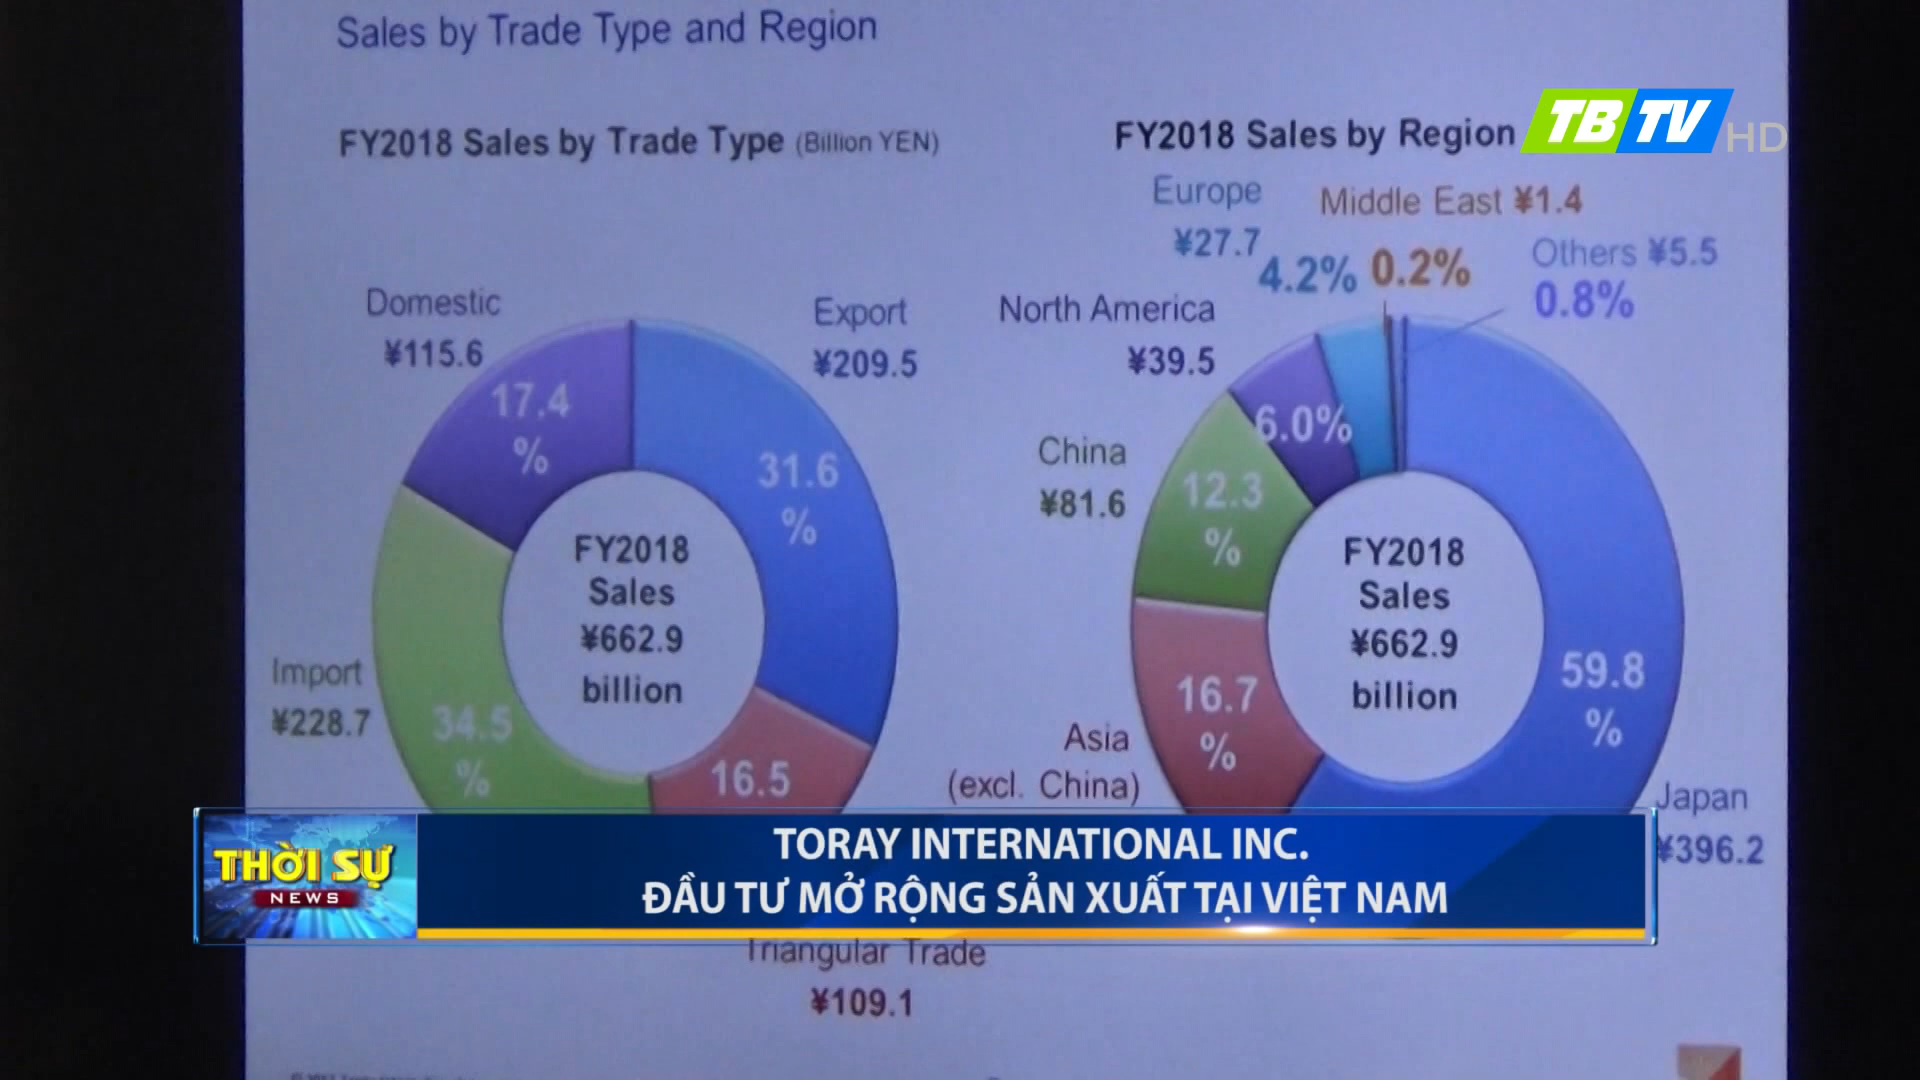 Sales by Trade Type and Region
FY2018 Sales by Trade Type (Billion YEN)
Domestic
¥115.6
17.4
%
Export
¥209.5
31.6
%
FY2018
Sales
¥662.9
billion
Import
¥228.7
34.5
%
16.5
Triangular Trade
¥109.1
FY2018 Sales by Region
TBTV HD
Europe
¥27.7
4.2%
Middle East ¥1.4
0.2%
Others ¥5.5
0.8%
North America
¥39.5
6.0%
China
¥81.6
12.3
%
FY2018
Sales
¥662.9
billion
59.8
%
16.7
%
Asia
(excl. China)
Japan
¥396.2
THỜI SỰ
NEWS
TORAY INTERNATIONAL INC.
ĐẦU TƯ MỞ RỘNG SẢN XUẤT TẠI VIỆT NAM